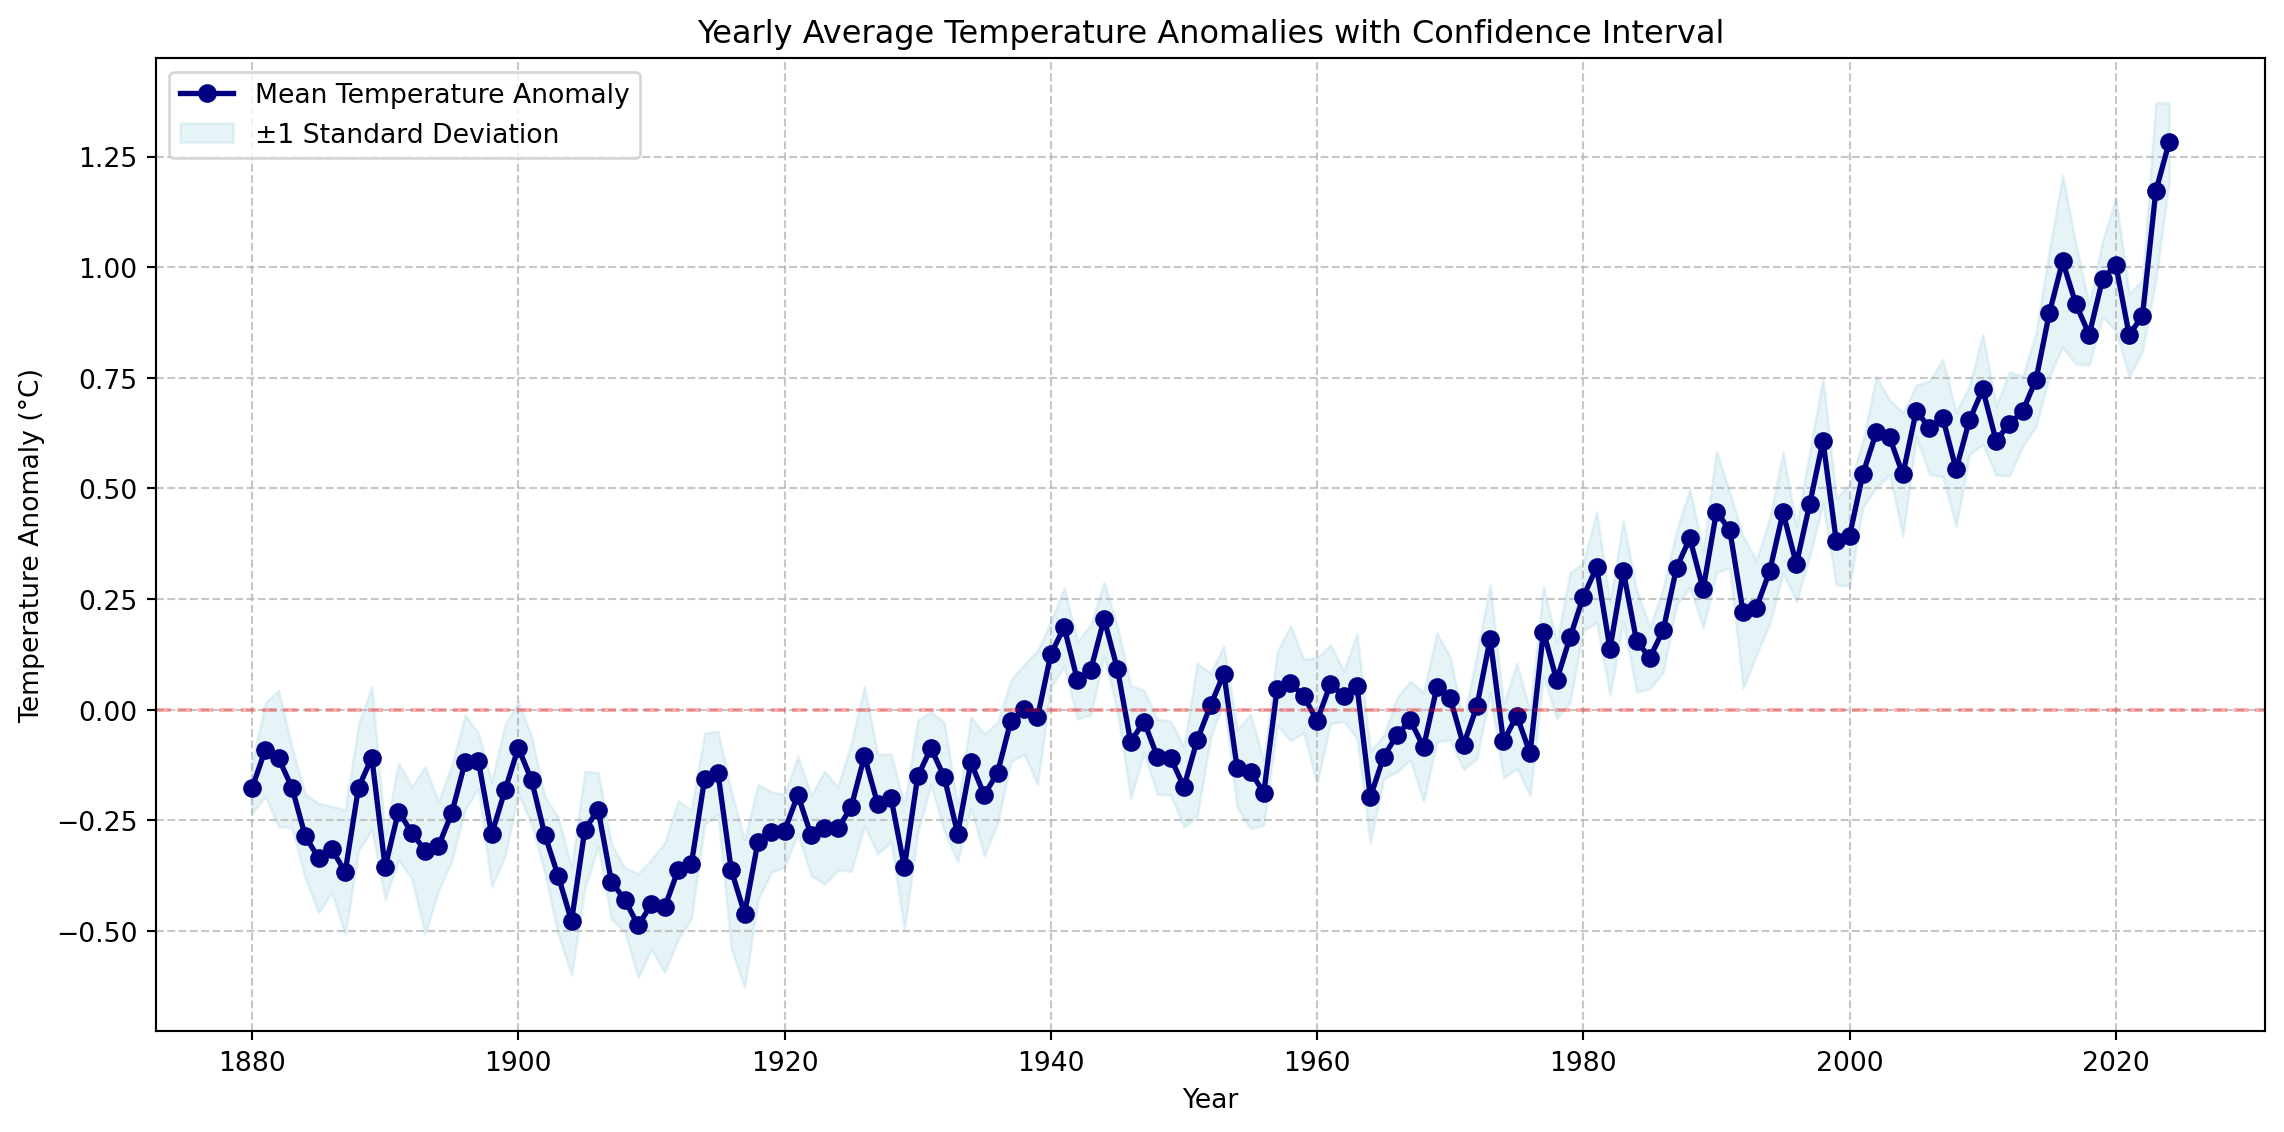 Yearly Average Temperature Anomalies with Confidence Interval
Mean Temperature Anomaly
±1 Standard Deviation
1.25
1.00
0.75
0.50
0.25
0.00
−0.25
−0.50
Temperature Anomaly (°C)
1880 1900 1920 1940 1960 1980 2000 2020
Year